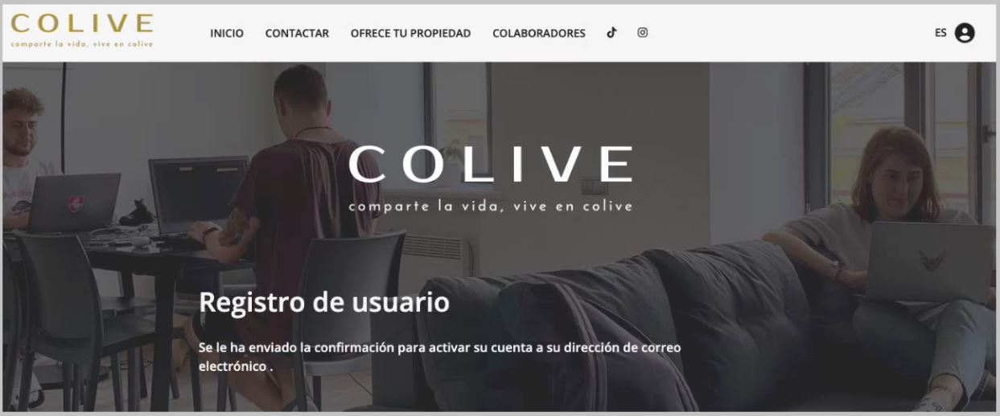 COLIVE
comparte la vida, vive en colive
INICIO CONTACTAR OFRECE TU PROPIEDAD COLABORADORES ES
COLIVE
comparte la vida, vive en colive
Registro de usuario
Se le ha enviado la confirmación para activar su cuenta a su dirección de correo
electrónico .